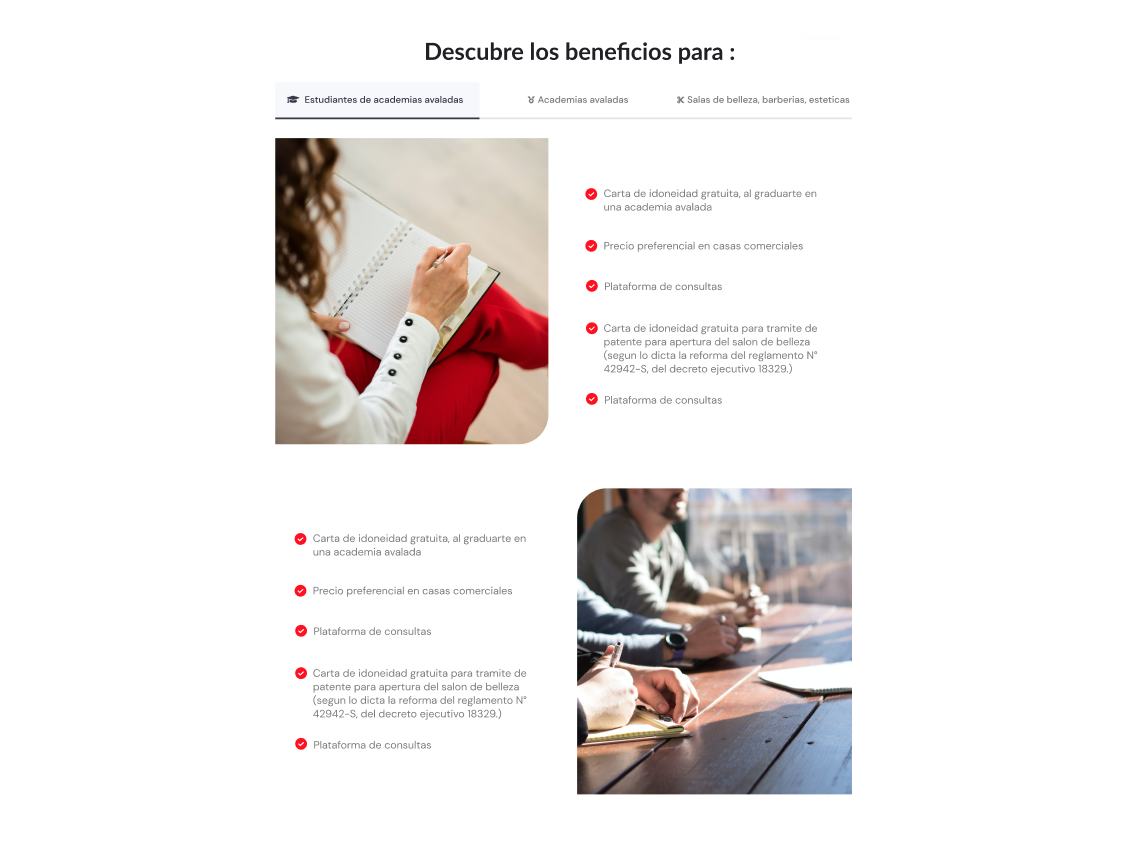 Descubre los beneficios para :
Estudiantes de academias avaladas
Academias avaladas
Salas de belleza, barberias, esteticas
Carta de idoneidad gratuita, al graduarte en
una academia avalada
Precio preferencial en casas comerciales
Plataforma de consultas
Carta de idoneidad gratuita para tramite de
patente para apertura del salon de belleza
(segun lo dicta la reforma del reglamento N°
42942-S, del decreto ejecutivo 18329.)
Plataforma de consultas
Carta de idoneidad gratuita, al graduarte en
una academia avalada
Precio preferencial en casas comerciales
Plataforma de consultas
Carta de idoneidad gratuita para tramite de
patente para apertura del salon de belleza
(segun lo dicta la reforma del reglamento N°
42942-S, del decreto ejecutivo 18329.)
Plataforma de consultas